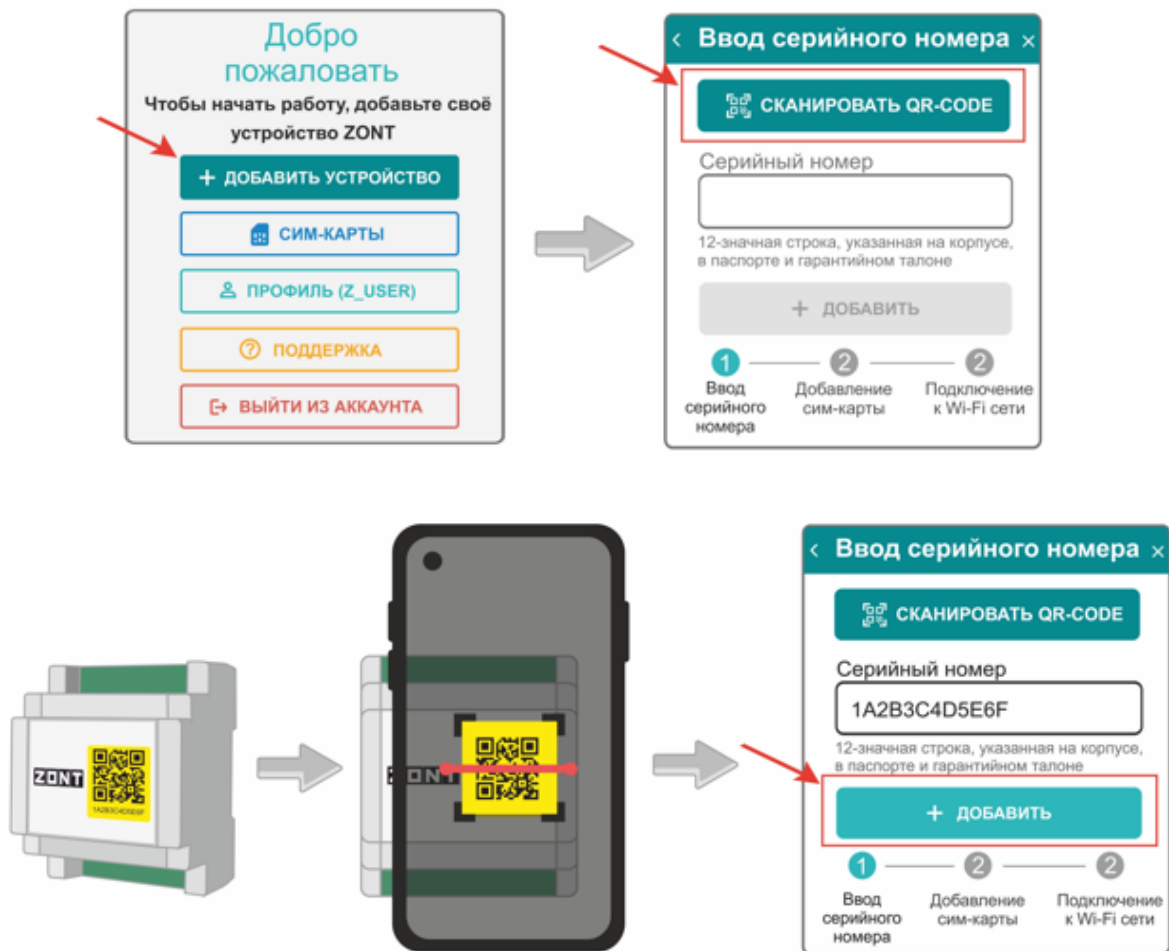 Добро
пожаловать
Чтобы начать работу, добавьте своё
устройство ZONT
+ ДОБАВИТЬ УСТРОЙСТВО
СИМ-КАРТЫ
ПРОФИЛЬ (Z_USER)
ПОДДЕРЖКА
ВЫЙТИ ИЗ АККАУНТА
Ввод серийного номера ×
СКАНИРОВАТЬ QR-CODE
Серийный номер
12-значная строка, указанная на корпусе,
в паспорте и гарантийном талоне
+ ДОБАВИТЬ
1 2 2
Ввод
серийного
номера
Добавление
сим-карты
Подключение
к Wi-Fi сети
ZONT
1A2B3C4D5E6F
ZONT
Ввод серийного номера ×
СКАНИРОВАТЬ QR-CODE
Серийный номер
1A2B3C4D5E6F
12-значная строка, указанная на корпусе,
в паспорте и гарантийном талоне
+ ДОБАВИТЬ
1 2 2
Ввод
серийного
номера
Добавление
сим-карты
Подключение
к Wi-Fi сети